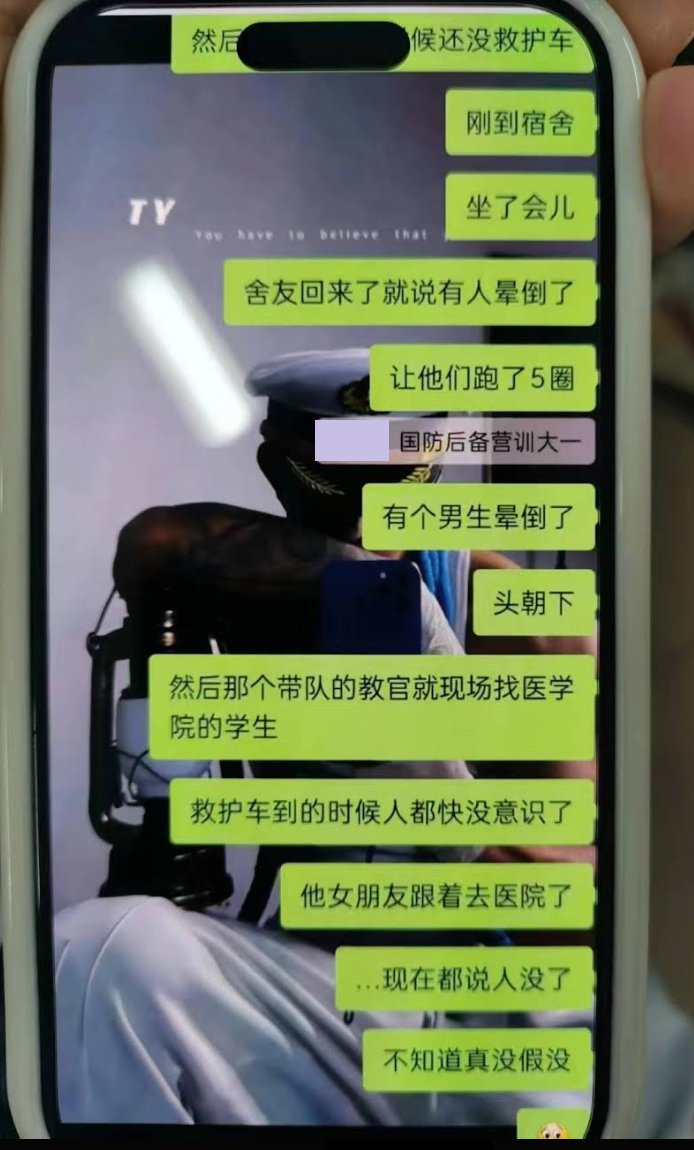 然后
候还没救护车
刚到宿舍
坐了会儿
TY
You have to believe that
舍友回来了就说有人晕倒了
让他们跑了5圈
国防后备营训大一
有个男生晕倒了
头朝下
然后那个带队的教官就现场找医学
院的学生
救护车到的时候人都快没意识了
他女朋友跟着去医院了
...现在都说人没了
不知道真没假没